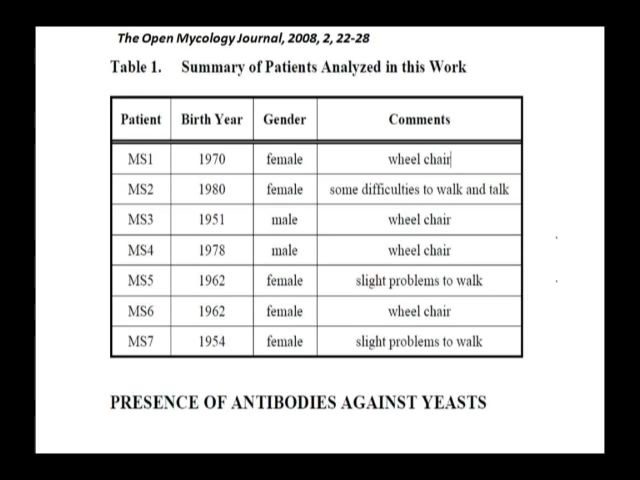 The Open Mycology Journal, 2008, 2, 22-28
Table 1. Summary of Patients Analyzed in this Work
Patient Birth Year Gender Comments
MS1 1970 female wheel chair
MS2 1980 female some difficulties to walk and talk
MS3 1951 male wheel chair
MS4 1978 male wheel chair
MS5 1962 female slight problems to walk
MS6 1962 female wheel chair
MS7 1954 female slight problems to walk
PRESENCE OF ANTIBODIES AGAINST YEASTS